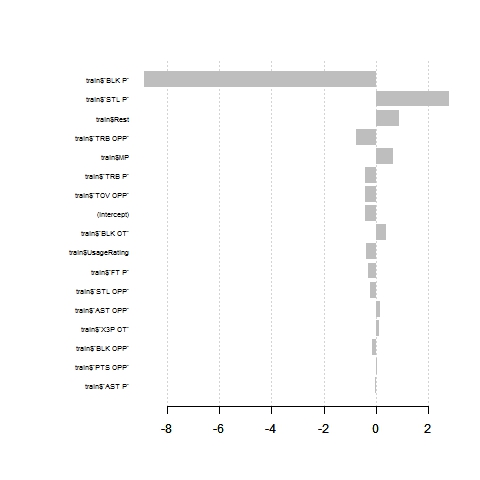 train$`BLK P`
train$`STL P`
train$Rest
train$`TRB OPP`
train$MP
train$`TRB P`
train$`TOV OPP`
(Intercept)
train$`BLK OT`
train$UsageRating
train$`FT P`
train$`STL OPP`
train$`AST OPP`
train$`X3P OT`
train$`BLK OPP`
train$`PTS OPP`
train$`AST P`
-8 -6 -4 -2 0 2